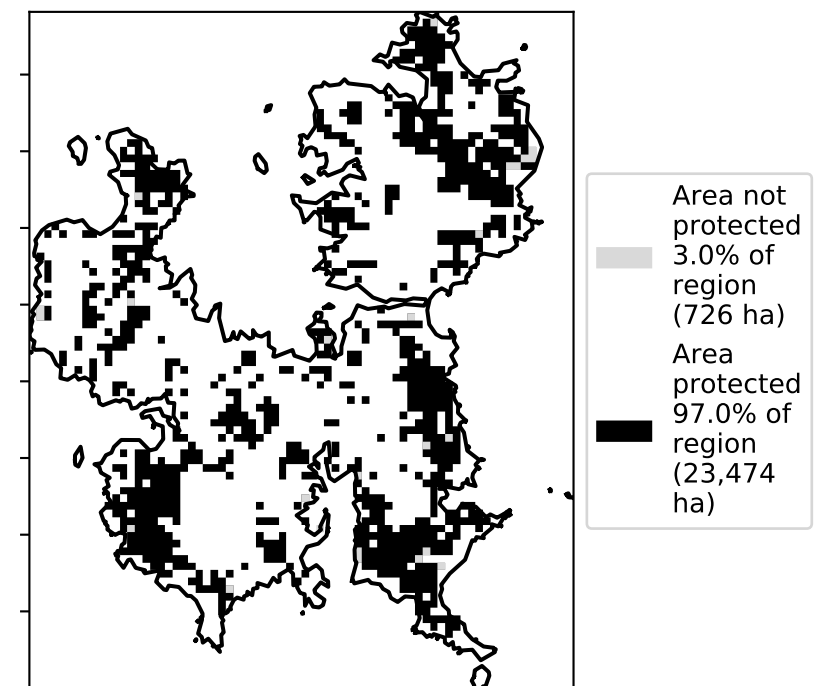 Area not
protected
3.0% of
region
(726 ha)
Area
protected
97.0% of
region
(23,474
ha)